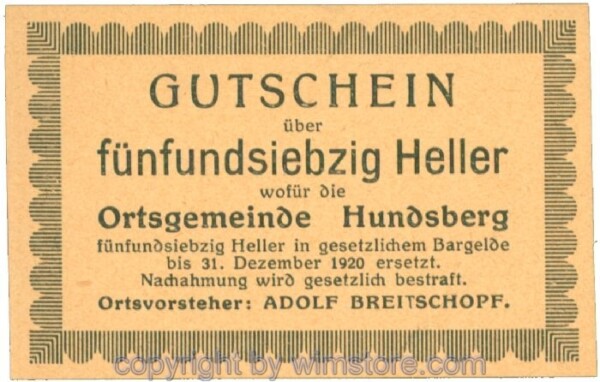 GUTSCHEIN
über
fünfundsiebzig Heller
wofür die
Ortsgemeinde Hundsberg
fünfundsiebzig Heller in gesetzlichem Bargelde
bis 31. Dezember 1920 ersetzt.
Nachahmung wird gesetzlich bestraft.
Ortsvorsteher: ADOLF BREITSCHOPF.
copyright by wimstore.com